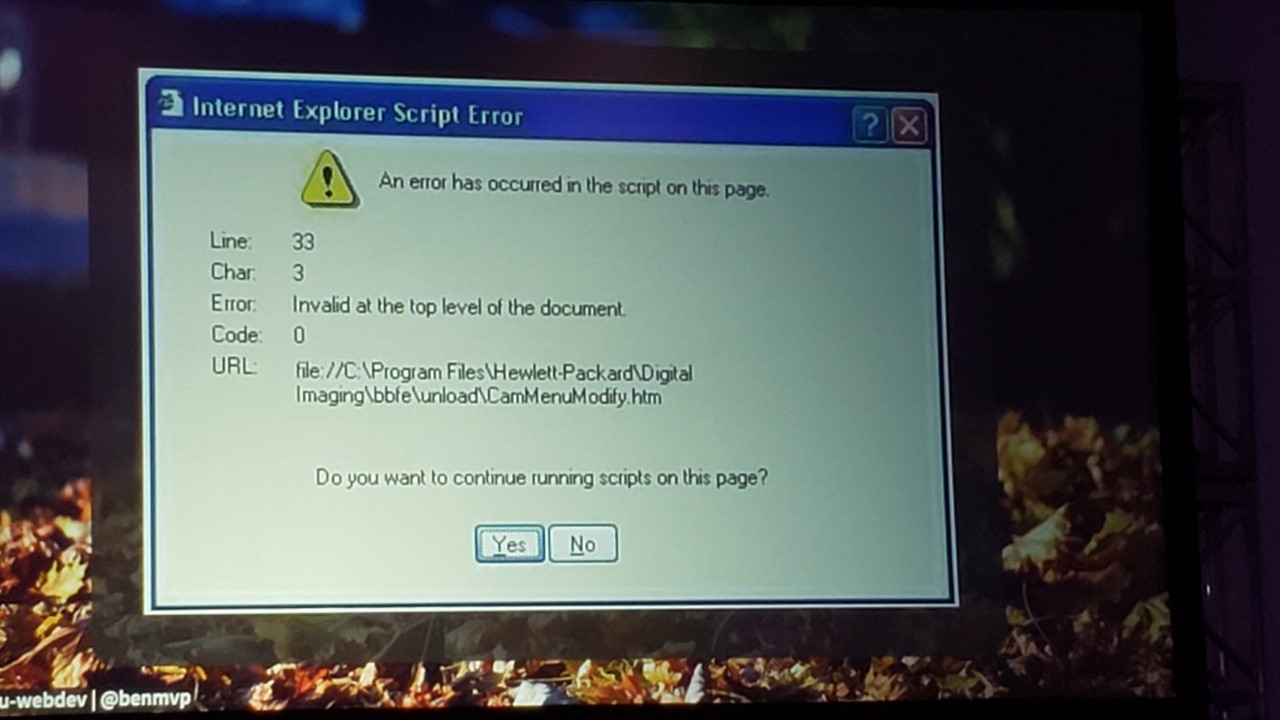 Internet Explorer Script Error
An error has occurred in the script on this page.
Line: 33
Char: 3
Error: Invalid at the top level of the document.
Code: 0
URL: file://C:\Program Files\Hewlett-Packard\Digital
Imaging\bbfe\unload\CamMenuModify.htm
Do you want to continue running scripts on this page?
Yes No
u-webdev | @benmvp